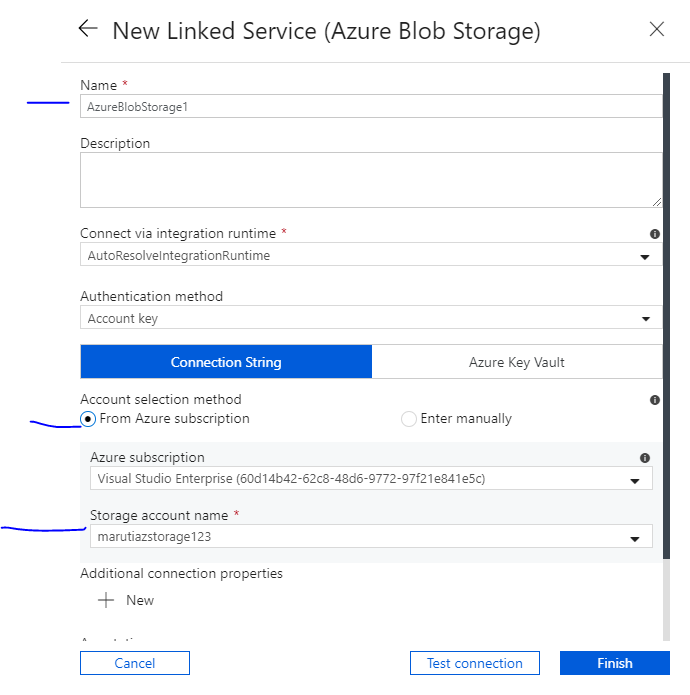 New Linked Service (Azure Blob Storage)
Name *
AzureBlobStorage1
Description
Connect via integration runtime *
AutoResolveIntegrationRuntime
Authentication method
Account key
Connection String Azure Key Vault
Account selection method
From Azure subscription Enter manually
Azure subscription
Visual Studio Enterprise (60d14b42-62c8-48d6-9772-97f21e841e5c)
Storage account name *
marutiazstorage123
Additional connection properties
New
Cancel Test connection Finish